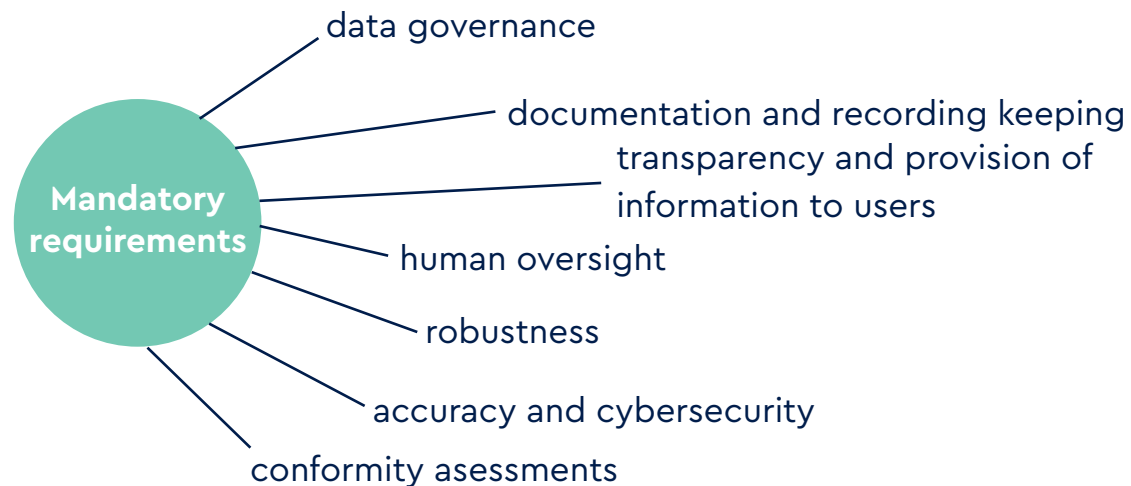 data governance
documentation and recording keeping
transparency and provision of
information to users
Mandatory
requirements
human oversight
robustness
accuracy and cybersecurity
conformity asessments